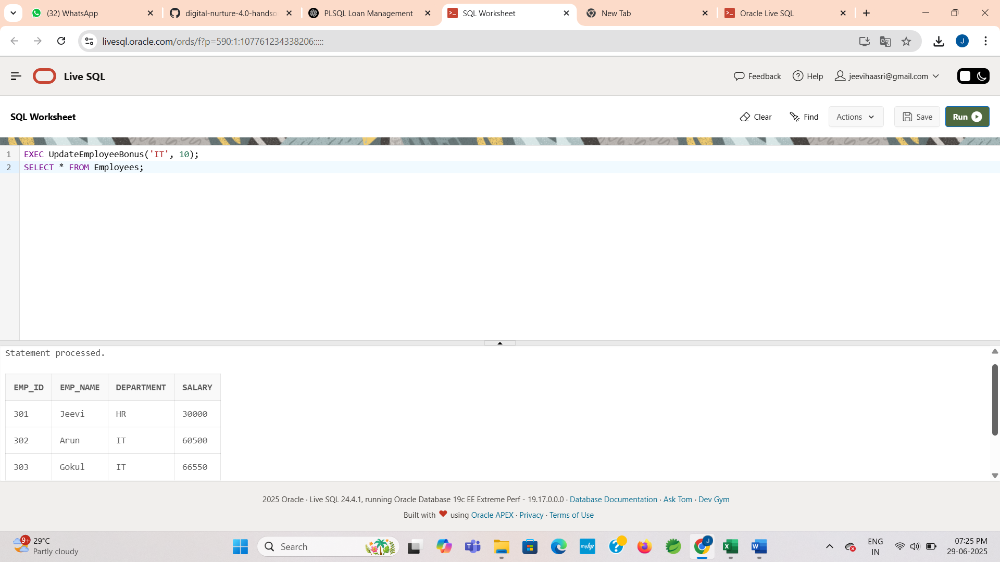 (32) WhatsApp
digital-nurture-4.0-handso
PLSQL Loan Management
SQL Worksheet
New Tab
Oracle Live SQL
livesql.oracle.com/ords/f?p=590:1:107761234338206:::::
J
Live SQL
Feedback
Help
jeevihaasri@gmail.com
SQL Worksheet
Clear
Find
Actions
Save
Run
1 EXEC UpdateEmployeeBonus('IT', 10);
2 SELECT * FROM Employees;
Statement processed.
EMP_ID EMP_NAME DEPARTMENT SALARY
301 Jeevi HR 30000
302 Arun IT 60500
303 Gokul IT 66550
2025 Oracle · Live SQL 24.4.1, running Oracle Database 19c EE Extreme Perf - 19.17.0.0.0 · Database Documentation · Ask Tom · Dev Gym
Built with ❤ using Oracle APEX · Privacy · Terms of Use
9+
29°C
Partly cloudy
Search
myhp
J
ENG
IN
07:25 PM
29-06-2025